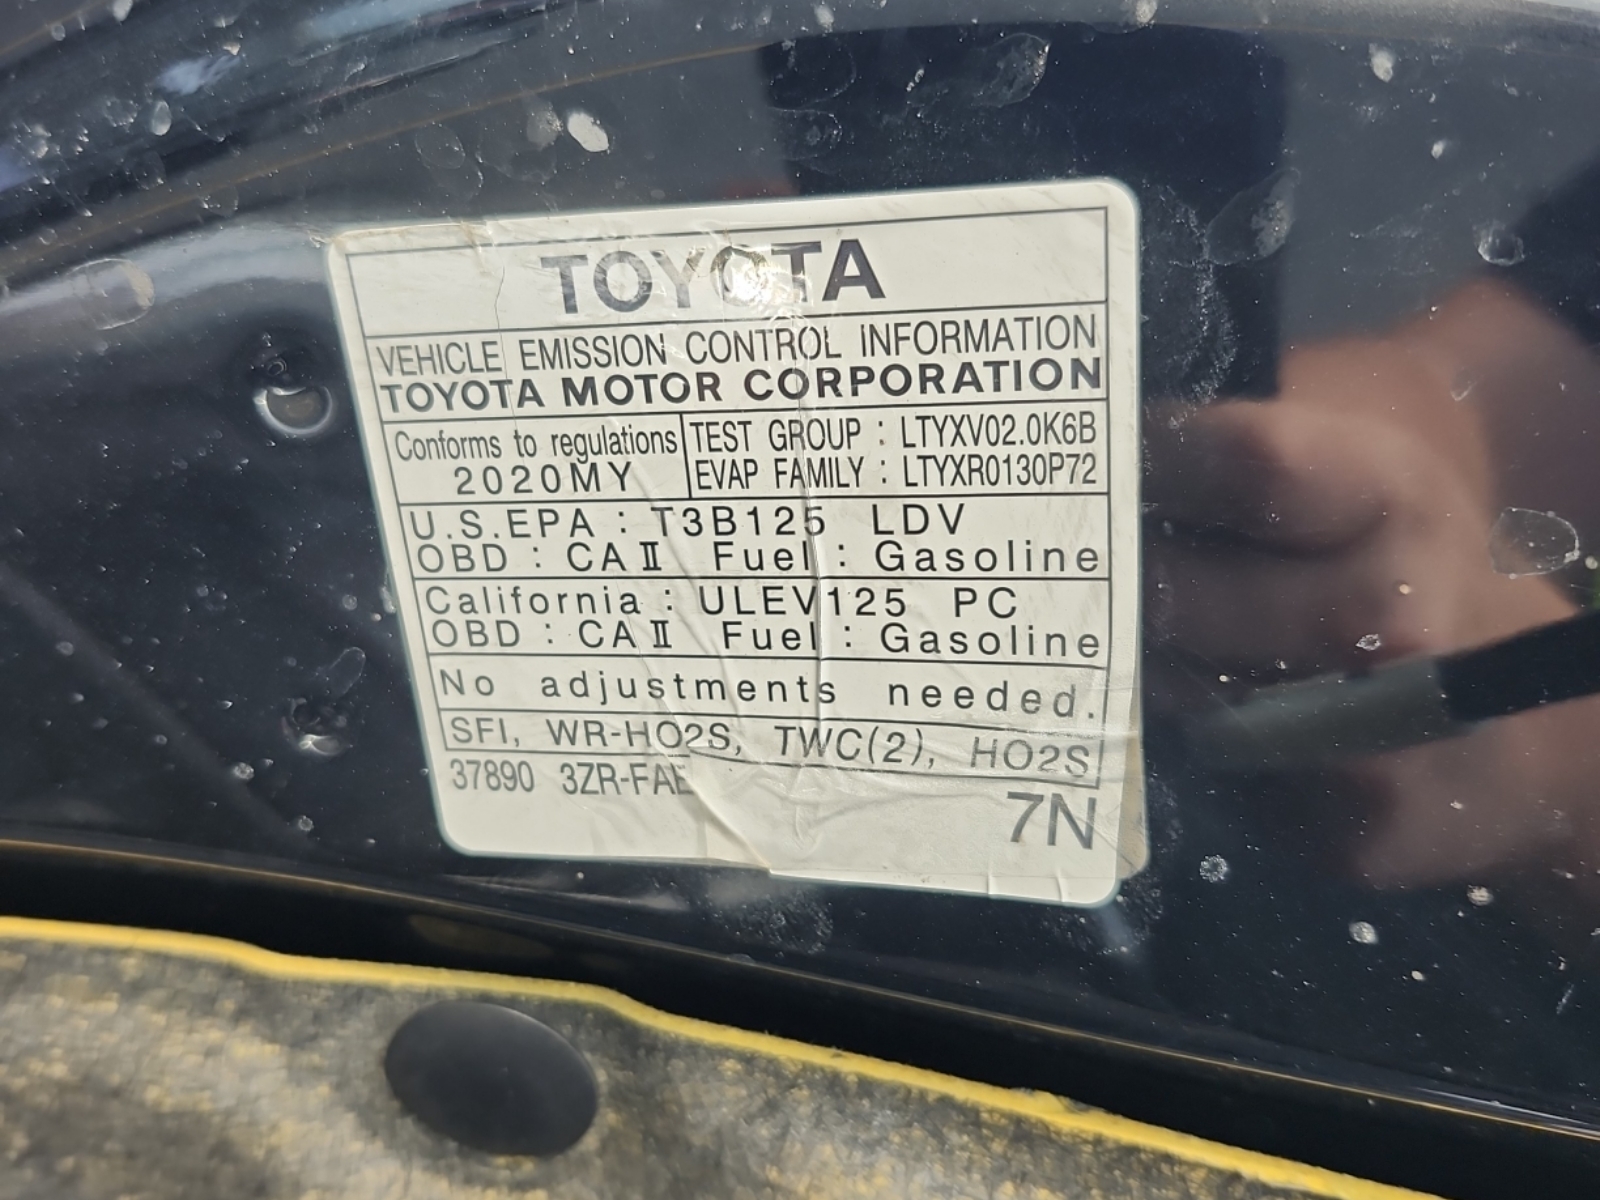 TOYOTA
VEHICLE EMISSION CONTROL INFORMATION
TOYOTA MOTOR CORPORATION
Conforms to regulations
2020MY
TEST GROUP : LTYXV02.0K6B
EVAP FAMILY : LTYXR0130P72
U.S.EPA : T3B125 LDV
OBD : CAⅡ Fuel : Gasoline
California : ULEV125 PC
OBD : CAⅡ Fuel : Gasoline
No adjustments needed.
SFI, WR-HO2S, TWC(2), HO2S
37890 3ZR-FAE
7N